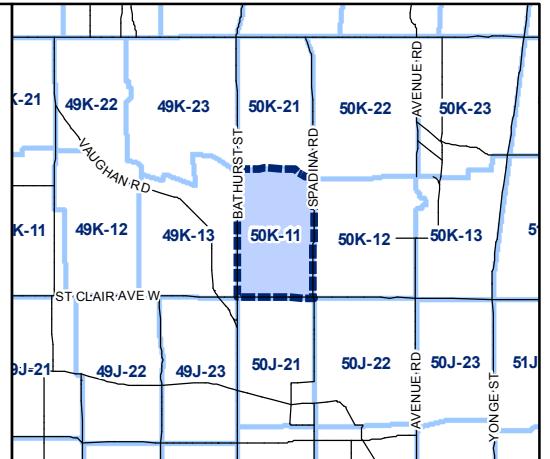 K-21
49K-22
49K-23
50K-21
50K-22
AVENUE RD
50K-23
VAUGHAN RD
BATHURST ST
SPADINA RD
K-11
49K-12
49K-13
50K-11
50K-12
50K-13
51
ST CLAIR AVE W
9J-21
49J-22
49J-23
50J-21
50J-22
AVENUE RD
50J-23
YONGE ST
51J